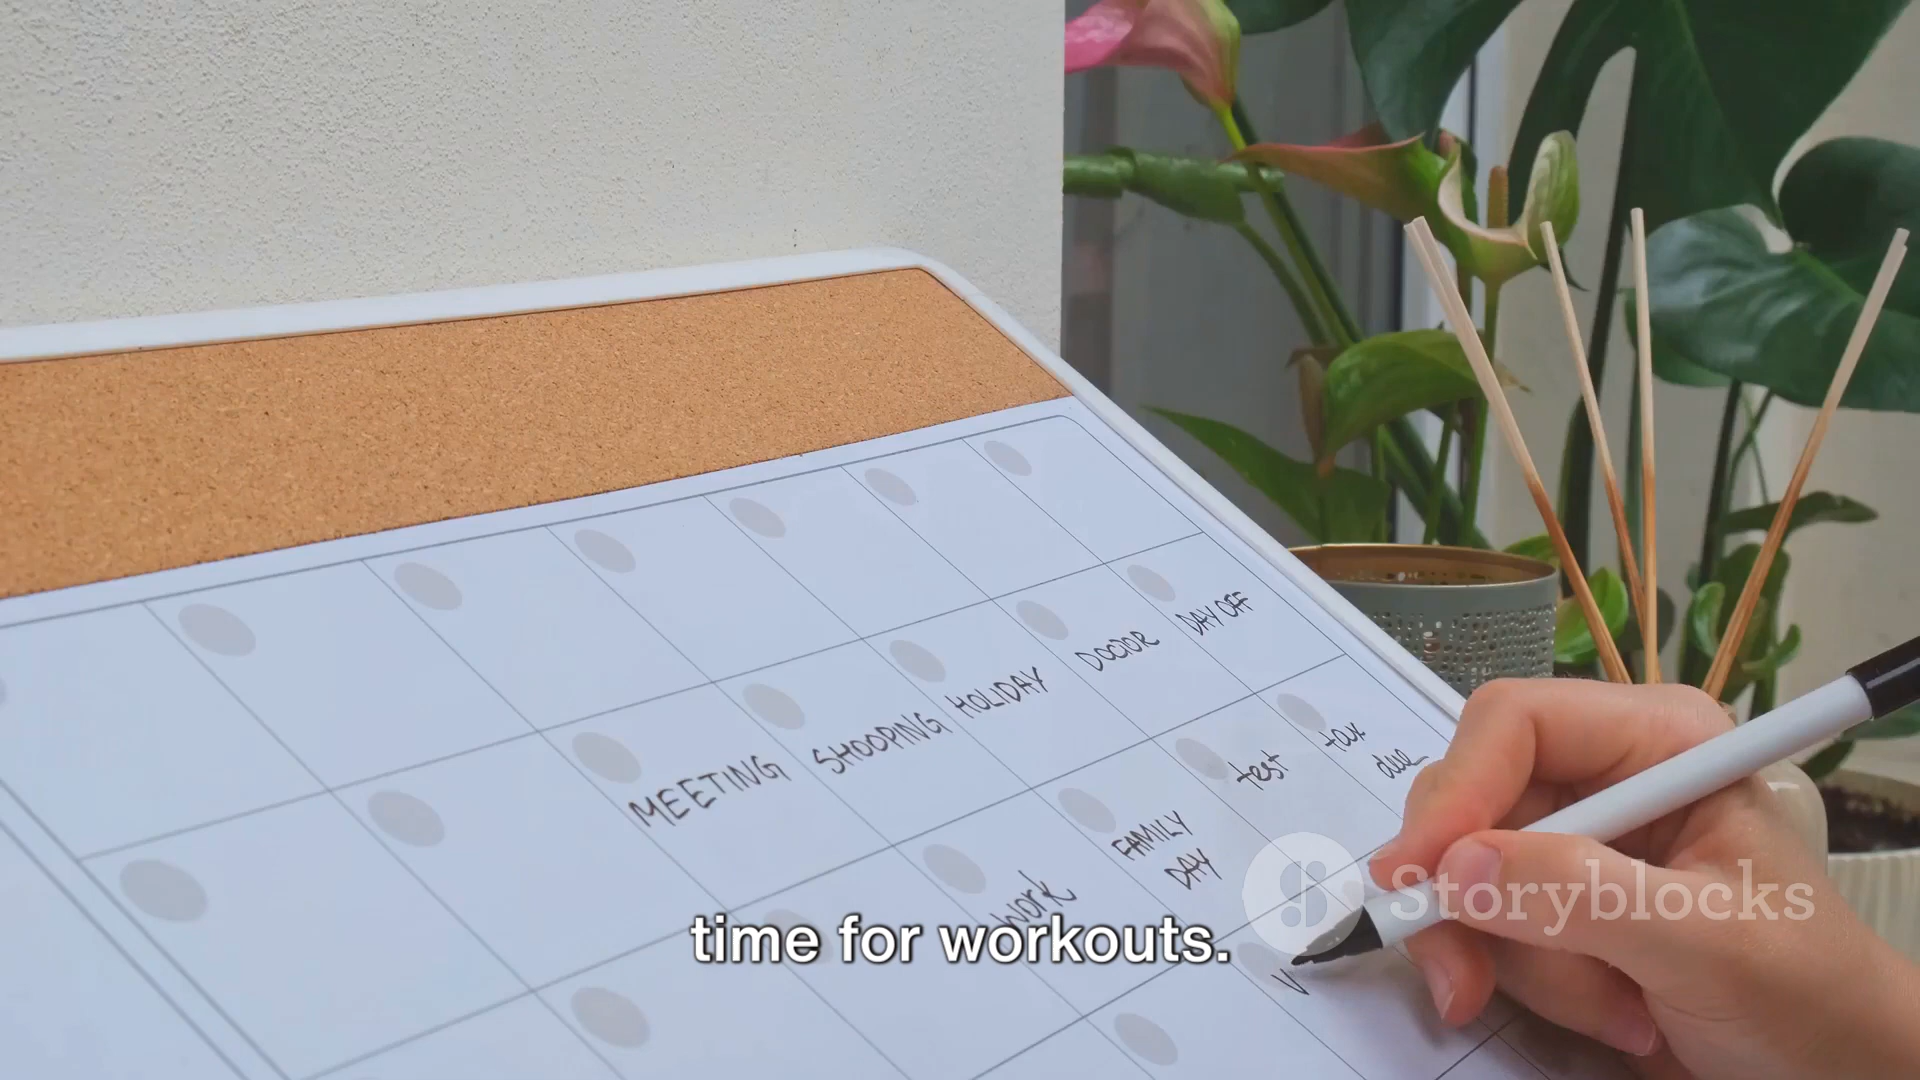 DAY OFF
DOCTOR
HOLIDAY
SHOOPING
MEETING
tax
due
test
FAMILY
DAY
work
V
Storyblocks
time for workouts.